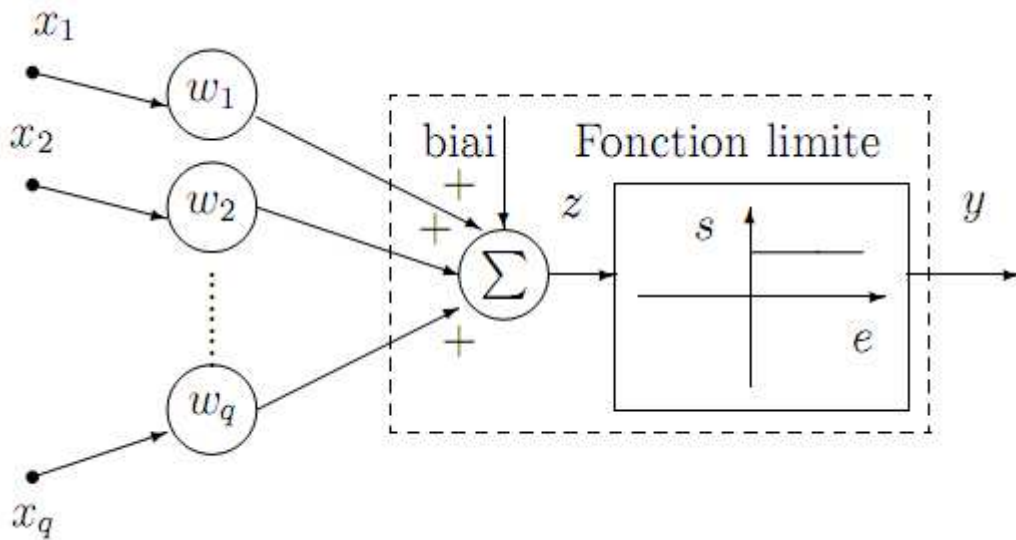 x1
w1
x2
biai
Fonction limite
+
w2
+
z
s
y
Σ
+
e
wq
xq